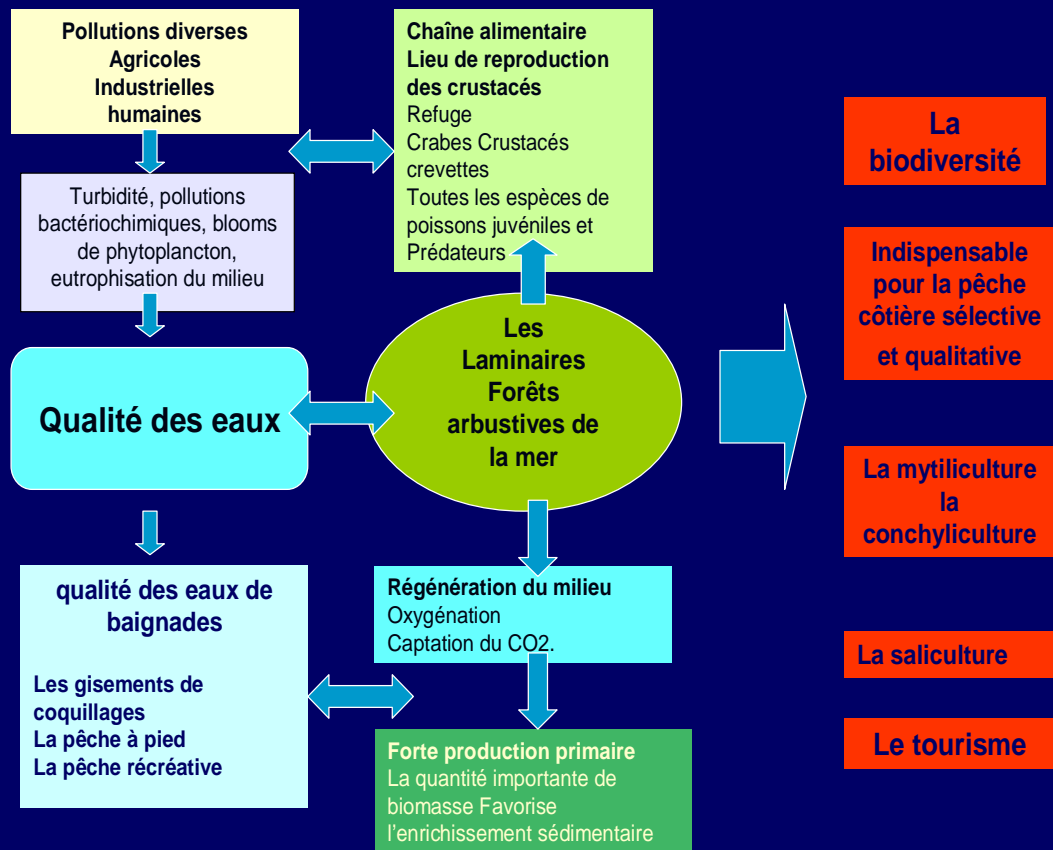 Pollutions diverses
Agricoles
Industrielles
humaines
Turbidité, pollutions
bactériochimiques, blooms
de phytoplancton,
eutrophisation du milieu
Qualité des eaux
qualité des eaux de
baignades
Les gisements de
coquillages
La pêche à pied
La pêche récréative
Chaîne alimentaire
Lieu de reproduction
des crustacés
Refuge
Crabes Crustacés
crevettes
Toutes les espèces de
poissons juvéniles et
Prédateurs
Les
Laminaires
Forêts
arbustives de
la mer
Régénération du milieu
Oxygénation
Captation du CO2.
Forte production primaire
La quantité importante de
biomasse Favorise
l'enrichissement sédimentaire
La
biodiversité
Indispensable
pour la pêche
côtière sélective
et qualitative
La mytiliculture
la
conchyliculture
La saliculture
Le tourisme